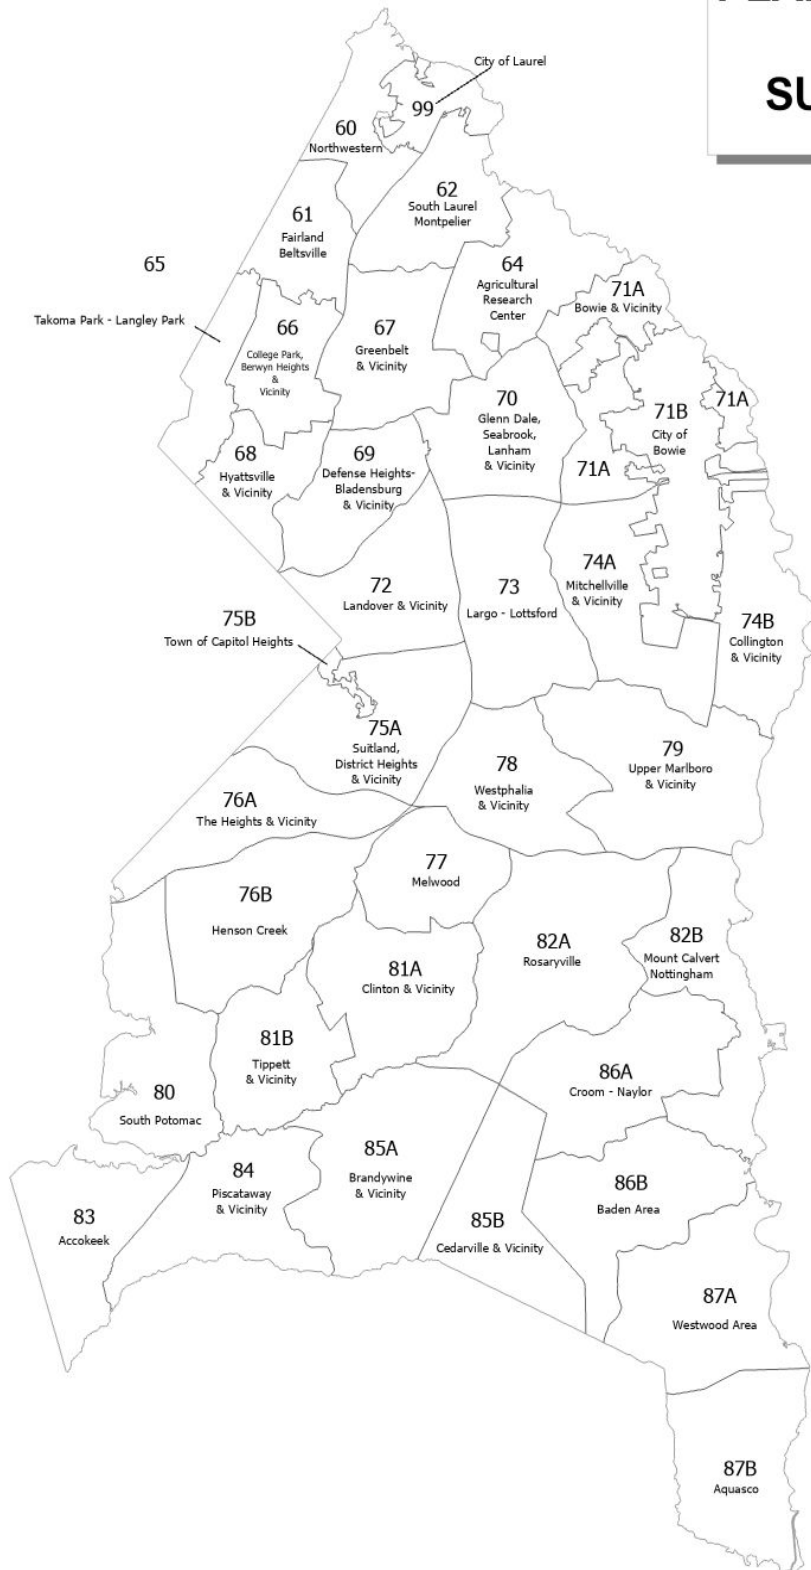 SU
City of Laurel
99
60
Northwestern
62
South Laurel
Montpelier
61
Fairland
Beltsville
65
Takoma Park - Langley Park
64
Agricultural
Research
Center
71A
Bowie & Vicinity
66
College Park,
Berwyn Heights
&
Vicinity
67
Greenbelt
& Vicinity
70
Glenn Dale,
Seabrook,
Lanham
& Vicinity
71B
City of
Bowie
71A
68
Hyattsville
& Vicinity
69
Defense Heights-
Bladensburg
& Vicinity
71A
72
Landover & Vicinity
73
Largo - Lottsford
74A
Mitchellville
& Vicinity
74B
Collington
& Vicinity
75B
Town of Capitol Heights
75A
Suitland,
District Heights
& Vicinity
78
Westphalia
& Vicinity
79
Upper Marlboro
& Vicinity
76A
The Heights & Vicinity
77
Melwood
76B
Henson Creek
82A
Rosaryville
82B
Mount Calvert
Nottingham
81A
Clinton & Vicinity
81B
Tippett
& Vicinity
86A
Croom - Naylor
80
South Potomac
85A
Brandywine
& Vicinity
84
Piscataway
& Vicinity
86B
Baden Area
83
Accokeek
85B
Cedarville & Vicinity
87A
Westwood Area
87B
Aquasco